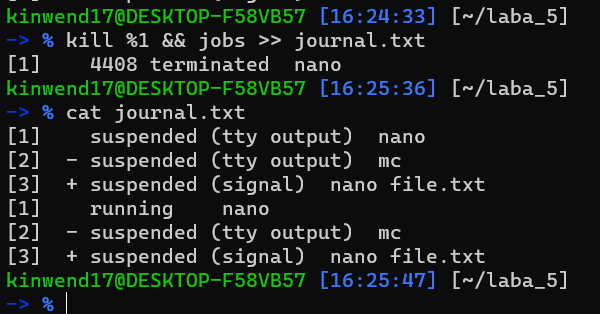 kinwend17@DESKTOP-F58VB57 [16:24:33] [~/laba_5]
-> % kill %1 && jobs >> journal.txt
[1]    4408 terminated  nano
kinwend17@DESKTOP-F58VB57 [16:25:36] [~/laba_5]
-> % cat journal.txt
[1]    suspended (tty output)  nano
[2]  - suspended (tty output)  mc
[3]  + suspended (signal)  nano file.txt
[1]    running    nano
[2]  - suspended (tty output)  mc
[3]  + suspended (signal)  nano file.txt
kinwend17@DESKTOP-F58VB57 [16:25:47] [~/laba_5]
-> %